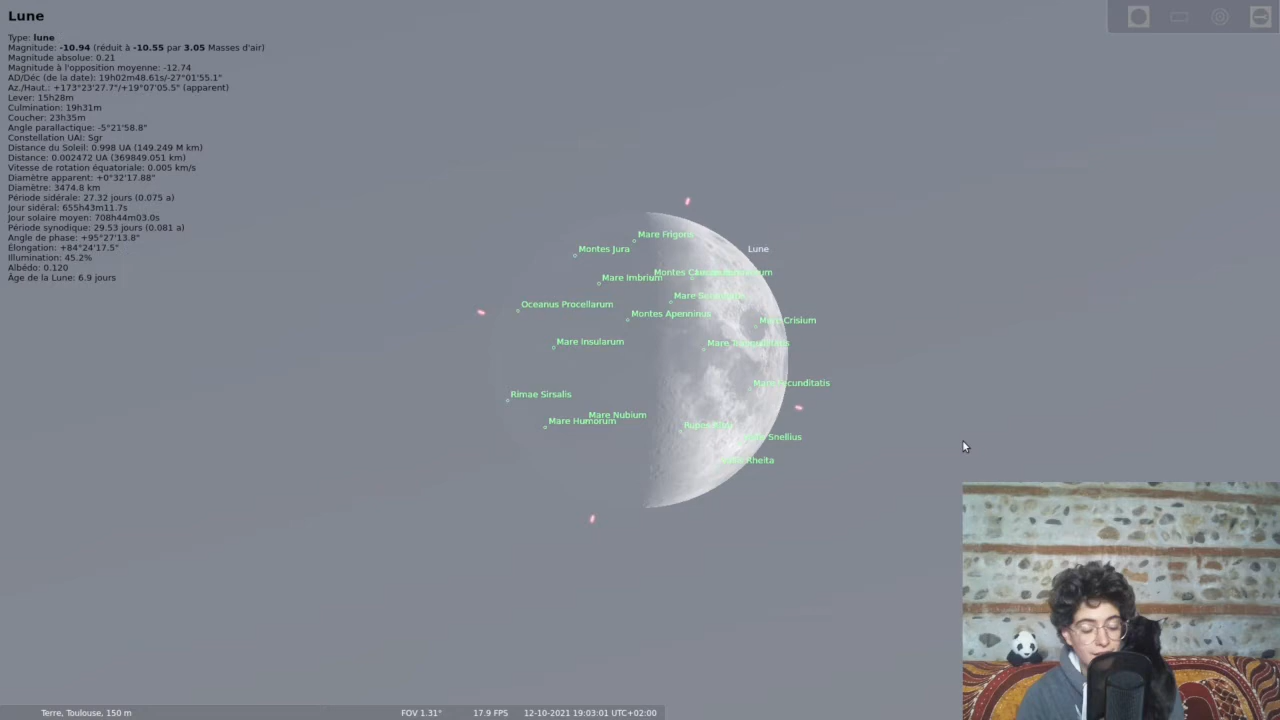 Lune
Type: lune
Magnitude: -10.94 (réduit à -10.55 par 3.05 Masses d'air)
Magnitude absolue: 0.21
Magnitude à l'opposition moyenne: -12.74
AD/Déc (de la date): 19h02m48.61s/-27°01'55.1"
Az./Haut.: +173°23'27.7"/+19°07'05.5" (apparent)
Lever: 15h28m
Culmination: 19h31m
Coucher: 23h35m
Angle parallactique: -5°21'58.8"
Constellation UAI: Sgr
Distance du Soleil: 0.998 UA (149.249 M km)
Distance: 0.002472 UA (369849.051 km)
Vitesse de rotation équatoriale: 0.005 km/s
Diamètre apparent: +0°32'17.88"
Diamètre: 3474.8 km
Période sidérale: 27.32 jours (0.075 a)
Jour sidéral: 655h43m11.7s
Jour solaire moyen: 708h44m03.0s
Période synodique: 29.53 jours (0.081 a)
Angle de phase: +95°27'13.8"
Élongation: +84°24'17.5"
Illumination: 45.2%
Albédo: 0.120
Âge de la Lune: 6.9 jours
Mare Frigoris
Montes Jura
Lune
Montes
Mare Imbrium
Mare
Oceanus Procellarum
Montes Apenninus
Mare Crisium
Mare Insularum
Mare Tranquillitatis
Mare Fecunditatis
Rimae Sirsalis
Mare Nubium
Mare Humorum
Rupes
Snellius
Rheita
Terre, Toulouse, 150 m
FOV 1.31°
17.9 FPS
12-10-2021 19:03:01 UTC+02:00